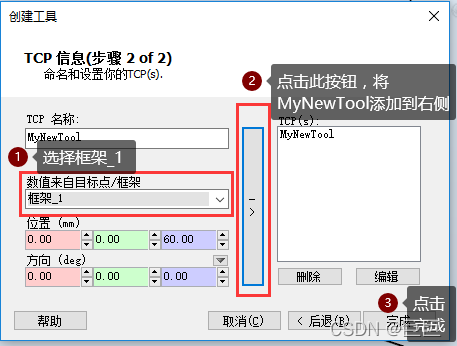 创建工具
TCP 信息(步骤 2 of 2)
命名和设置你的TCP(s).
2
点击此按钮，将
MyNewTool添加到右侧
TCP 名称:
MyNewTool
TCP(s):
MyNewTool
1
选择框架_1
数值来自目标点/框架
框架_1
->
位置 (mm)
0.00
0.00
60.00
方向 (deg)
0.00
0.00
0.00
删除
编辑
3
点击
完成
帮助
取消(C)
< 后退(B)
完成